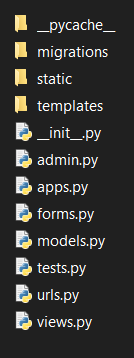 __pycache__
migrations
static
templates
__init__.py
admin.py
apps.py
forms.py
models.py
tests.py
urls.py
views.py